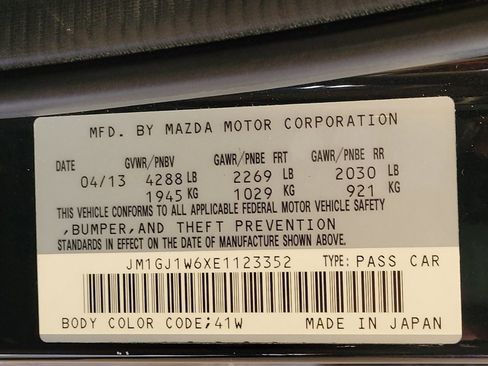 MFD. BY MAZDA MOTOR CORPORATION
DATE GVWR/PNBV GAWR/PNBE FRT GAWR/PNBE RR
04/13 4288 LB 2269 LB 2030 LB
1945 KG 1029 KG 921 KG
THIS VEHICLE CONFORMS TO ALL APPLICABLE FEDERAL MOTOR VEHICLE SAFETY
,BUMPER,AND THEFT PREVENTION
STANDARDS IN EFFECT ON THE DATE OF MANUFACTURE SHOWN ABOVE.
JM1GJ1W6XE1123352 TYPE: PASS CAR
BODY COLOR CODE;41W MADE IN JAPAN